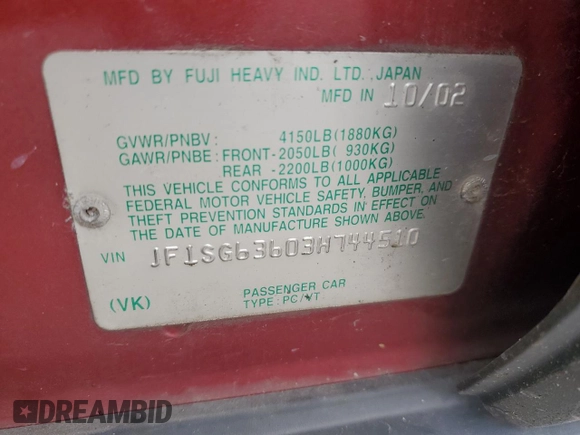 MFD BY FUJI HEAVY IND. LTD. JAPAN
MFD IN 10/02
GVWR/PNBV: 4150LB(1880KG)
GAWR/PNBE: FRONT-2050LB( 930KG)
REAR -2200LB(1000KG)
THIS VEHICLE CONFORMS TO ALL APPLICABLE
FEDERAL MOTOR VEHICLE SAFETY, BUMPER, AND
THEFT PREVENTION STANDARDS IN EFFECT ON
THE DATE OF MANUFACTURE SHOWN ABOVE.
VIN JF1SG63603H744510
PASSENGER CAR
(VK) TYPE: PC/VT
DREAMBID